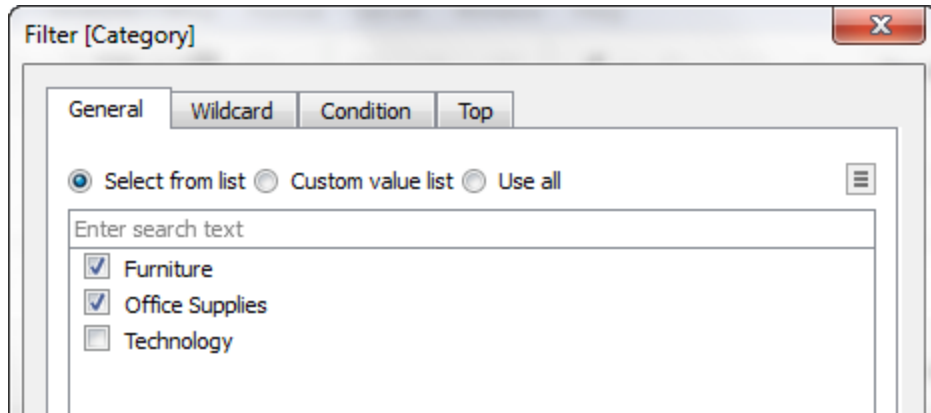 Filter [Category]
General Wildcard Condition Top
Select from list Custom value list Use all
Enter search text
Furniture
Office Supplies
Technology